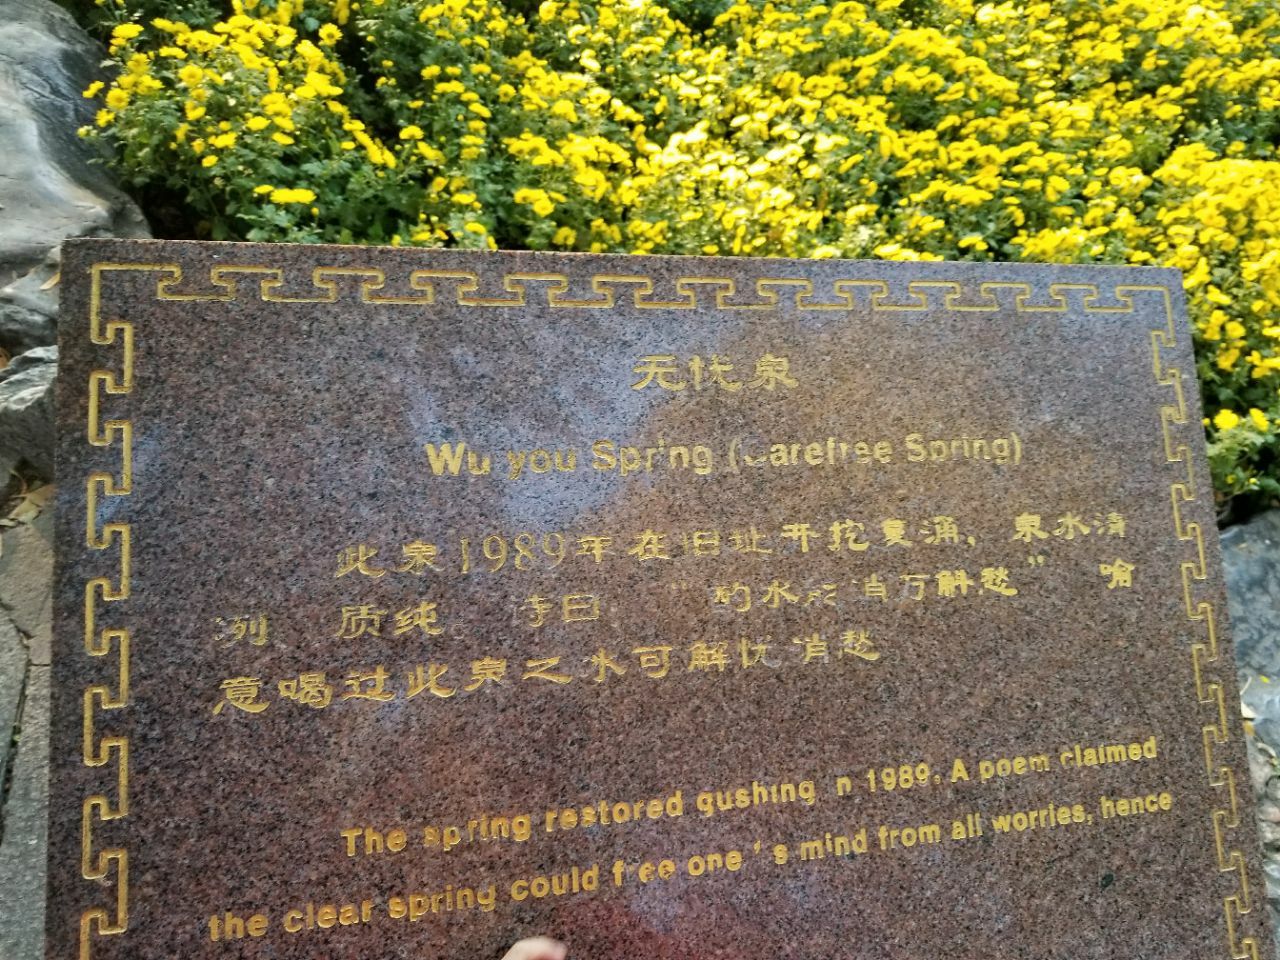 无忧泉
Wu you Spring (Carefree Spring)
此泉1989年在旧址开挖复涌，泉水清
冽 质纯 诗曰 “酌水能消万斛愁” 喻
意喝过此泉之水可解忧消愁
The spring restored gushing in 1989. A poem claimed
the clear spring could free one's mind from all worries, hence